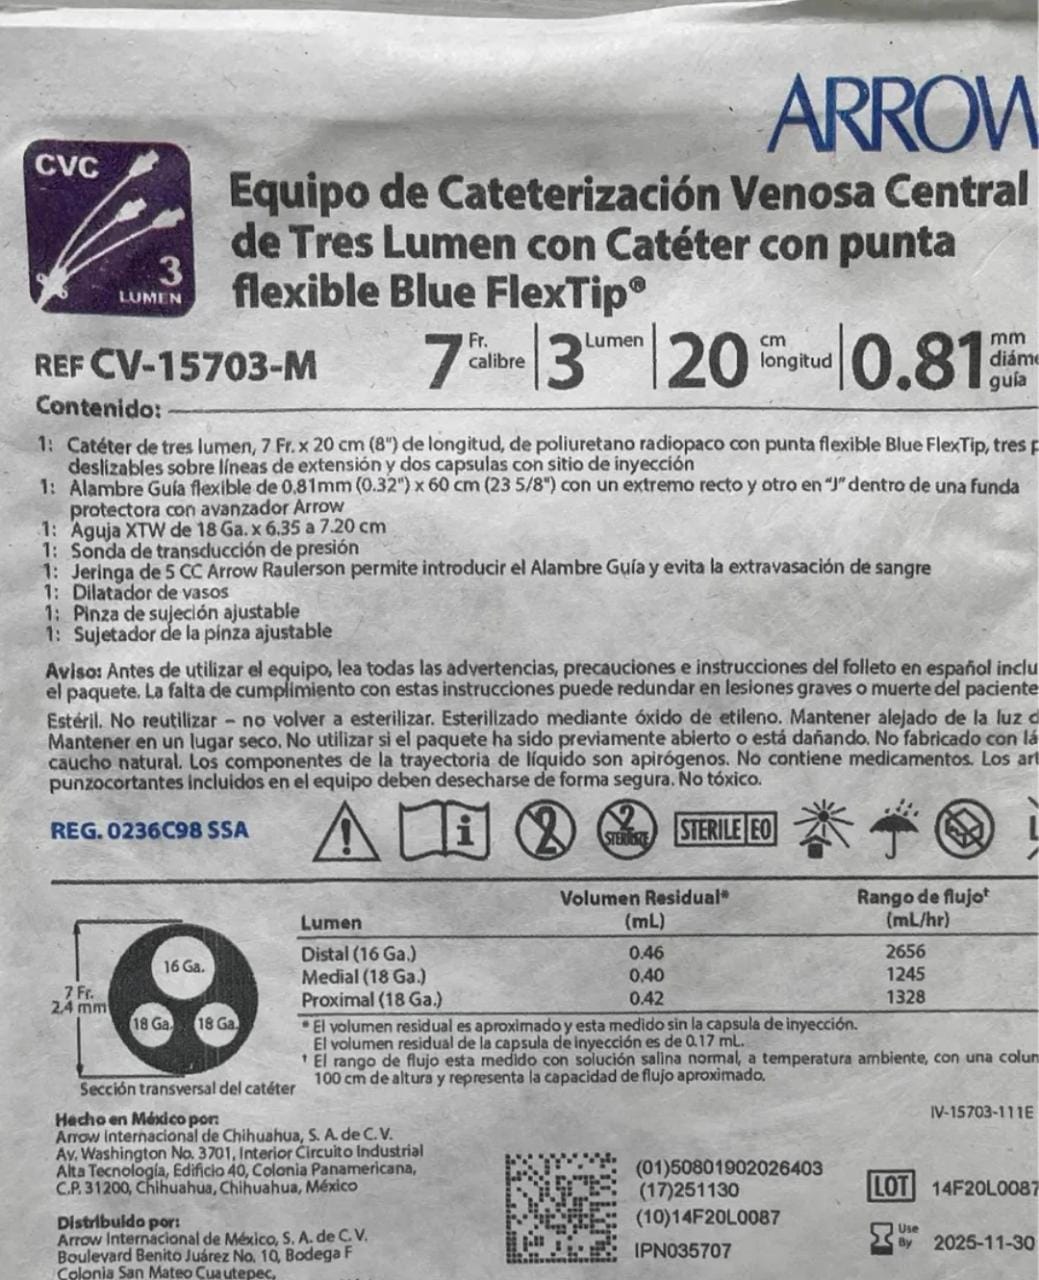 ARROW
CVC
3
LUMEN
Equipo de Cateterización Venosa Central
de Tres Lumen con Catéter con punta
flexible Blue FlexTip®
REF CV-15703-M
7 Fr. calibre
3 Lumen
20 cm longitud
0.81 mm diám guía
Contenido:
1: Catéter de tres lumen, 7 Fr. x 20 cm (8") de longitud, de poliuretano radiopaco con punta flexible Blue FlexTip, tres
deslizables sobre líneas de extensión y dos capsulas con sitio de inyección
1: Alambre Guía flexible de 0,81mm (0.32") x 60 cm (23 5/8") con un extremo recto y otro en "J" dentro de una funda
protectora con avanzador Arrow
1: Aguja XTW de 18 Ga. x 6.35 a 7.20 cm
1: Sonda de transducción de presión
1: Jeringa de 5 CC Arrow Raulerson permite introducir el Alambre Guía y evita la extravasación de sangre
1: Dilatador de vasos
1: Pinza de sujeción ajustable
1: Sujetador de la pinza ajustable
Aviso: Antes de utilizar el equipo, lea todas las advertencias, precauciones e instrucciones del folleto en español inclu
el paquete. La falta de cumplimiento con estas instrucciones puede redundar en lesiones graves o muerte del paciente
Estéril. No reutilizar – no volver a esterilizar. Esterilizado mediante óxido de etileno. Mantener alejado de la luz
Mantener en un lugar seco. No utilizar si el paquete ha sido previamente abierto o está dañando. No fabricado con lá
caucho natural. Los componentes de la trayectoria de líquido son apirógenos. No contiene medicamentos. Los art
punzocortantes incluidos en el equipo deben desecharse de forma segura. No tóxico.
REG. 0236C98 SSA
2
2 STERILIZE
STERILE EO
Lumen Volumen Residual* (mL) Rango de flujo† (mL/hr)
Distal (16 Ga.) 0.46 2656
Medial (18 Ga.) 0.40 1245
Proximal (18 Ga.) 0.42 1328
16 Ga.
18 Ga. 18 Ga.
7 Fr.
2,4 mm
Sección transversal del catéter
* El volumen residual es aproximado y esta medido sin la capsula de inyección.
El volumen residual de la capsula de inyección es de 0.17 mL.
† El rango de flujo esta medido con solución salina normal, a temperatura ambiente, con una colum
100 cm de altura y representa la capacidad de flujo aproximado.
IV-15703-111E
Hecho en México por:
Arrow Internacional de Chihuahua, S. A. de C. V.
Av. Washington No. 3701, Interior Circuito Industrial
Alta Tecnología, Edificio 40, Colonia Panamericana,
C.P. 31200, Chihuahua, Chihuahua, México
Distribuido por:
Arrow Internacional de México, S. A. de C. V.
Boulevard Benito Juárez No. 10, Bodega F
Colonia San Mateo Cuautepec,
(01)50801902026403
(17)251130
(10)14F20L0087
IPN035707
LOT 14F20L0087
Use By 2025-11-30